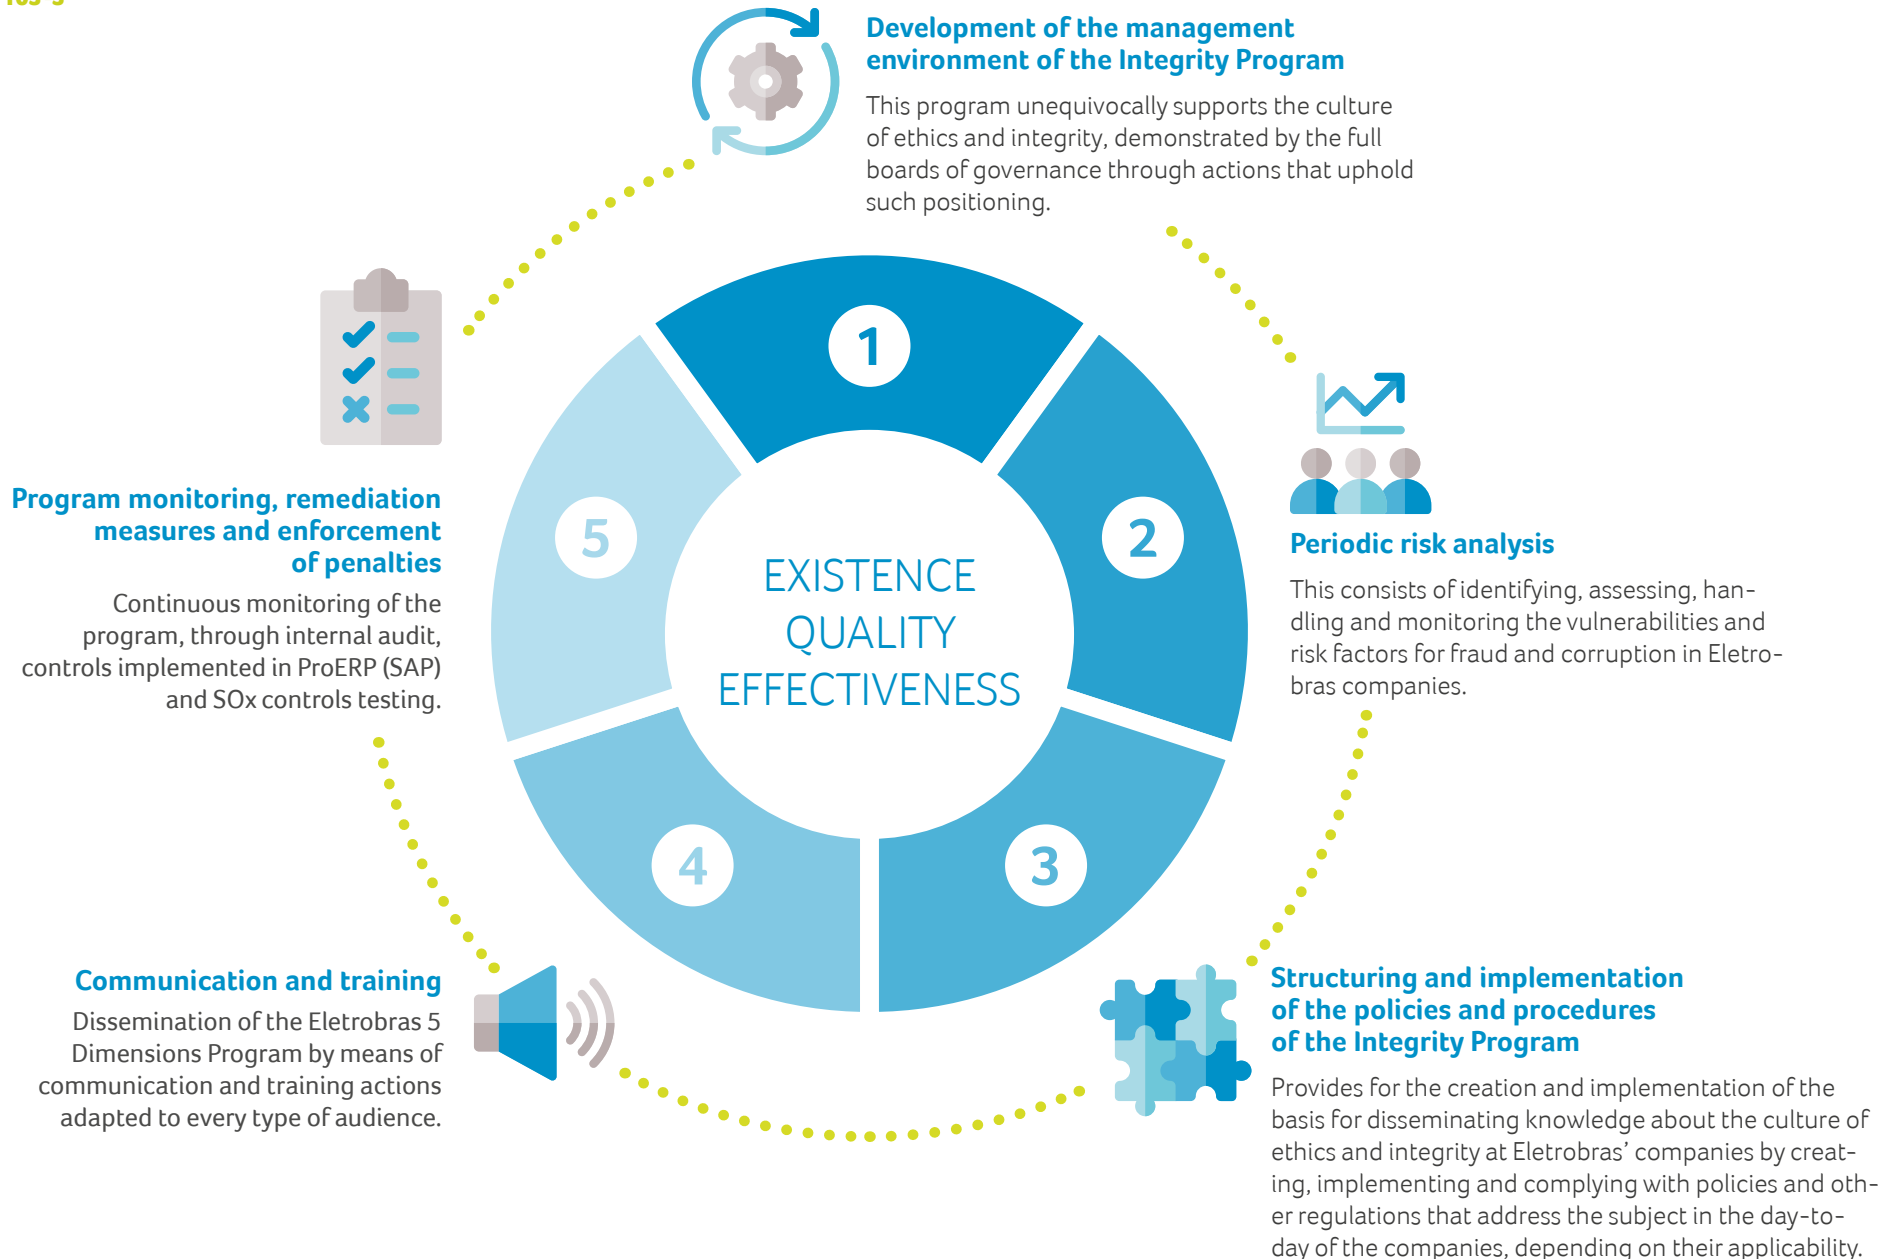 Development of the management
environment of the Integrity Program
This program unequivocally supports the culture
of ethics and integrity, demonstrated by the full
boards of governance through actions that uphold
such positioning.
1
2
3
4
5
EXISTENCE
QUALITY
EFFECTIVENESS
Periodic risk analysis
This consists of identifying, assessing, han-
dling and monitoring the vulnerabilities and
risk factors for fraud and corruption in Eletro-
bras companies.
Structuring and implementation
of the policies and procedures
of the Integrity Program
Provides for the creation and implementation of the
basis for disseminating knowledge about the culture of
ethics and integrity at Eletrobras’ companies by creat-
ing, implementing and complying with policies and oth-
er regulations that address the subject in the day-to-
day of the companies, depending on their applicability.
Communication and training
Dissemination of the Eletrobras 5
Dimensions Program by means of
communication and training actions
adapted to every type of audience.
Program monitoring, remediation
measures and enforcement
of penalties
Continuous monitoring of the
program, through internal audit,
controls implemented in ProERP (SAP)
and SOx controls testing.